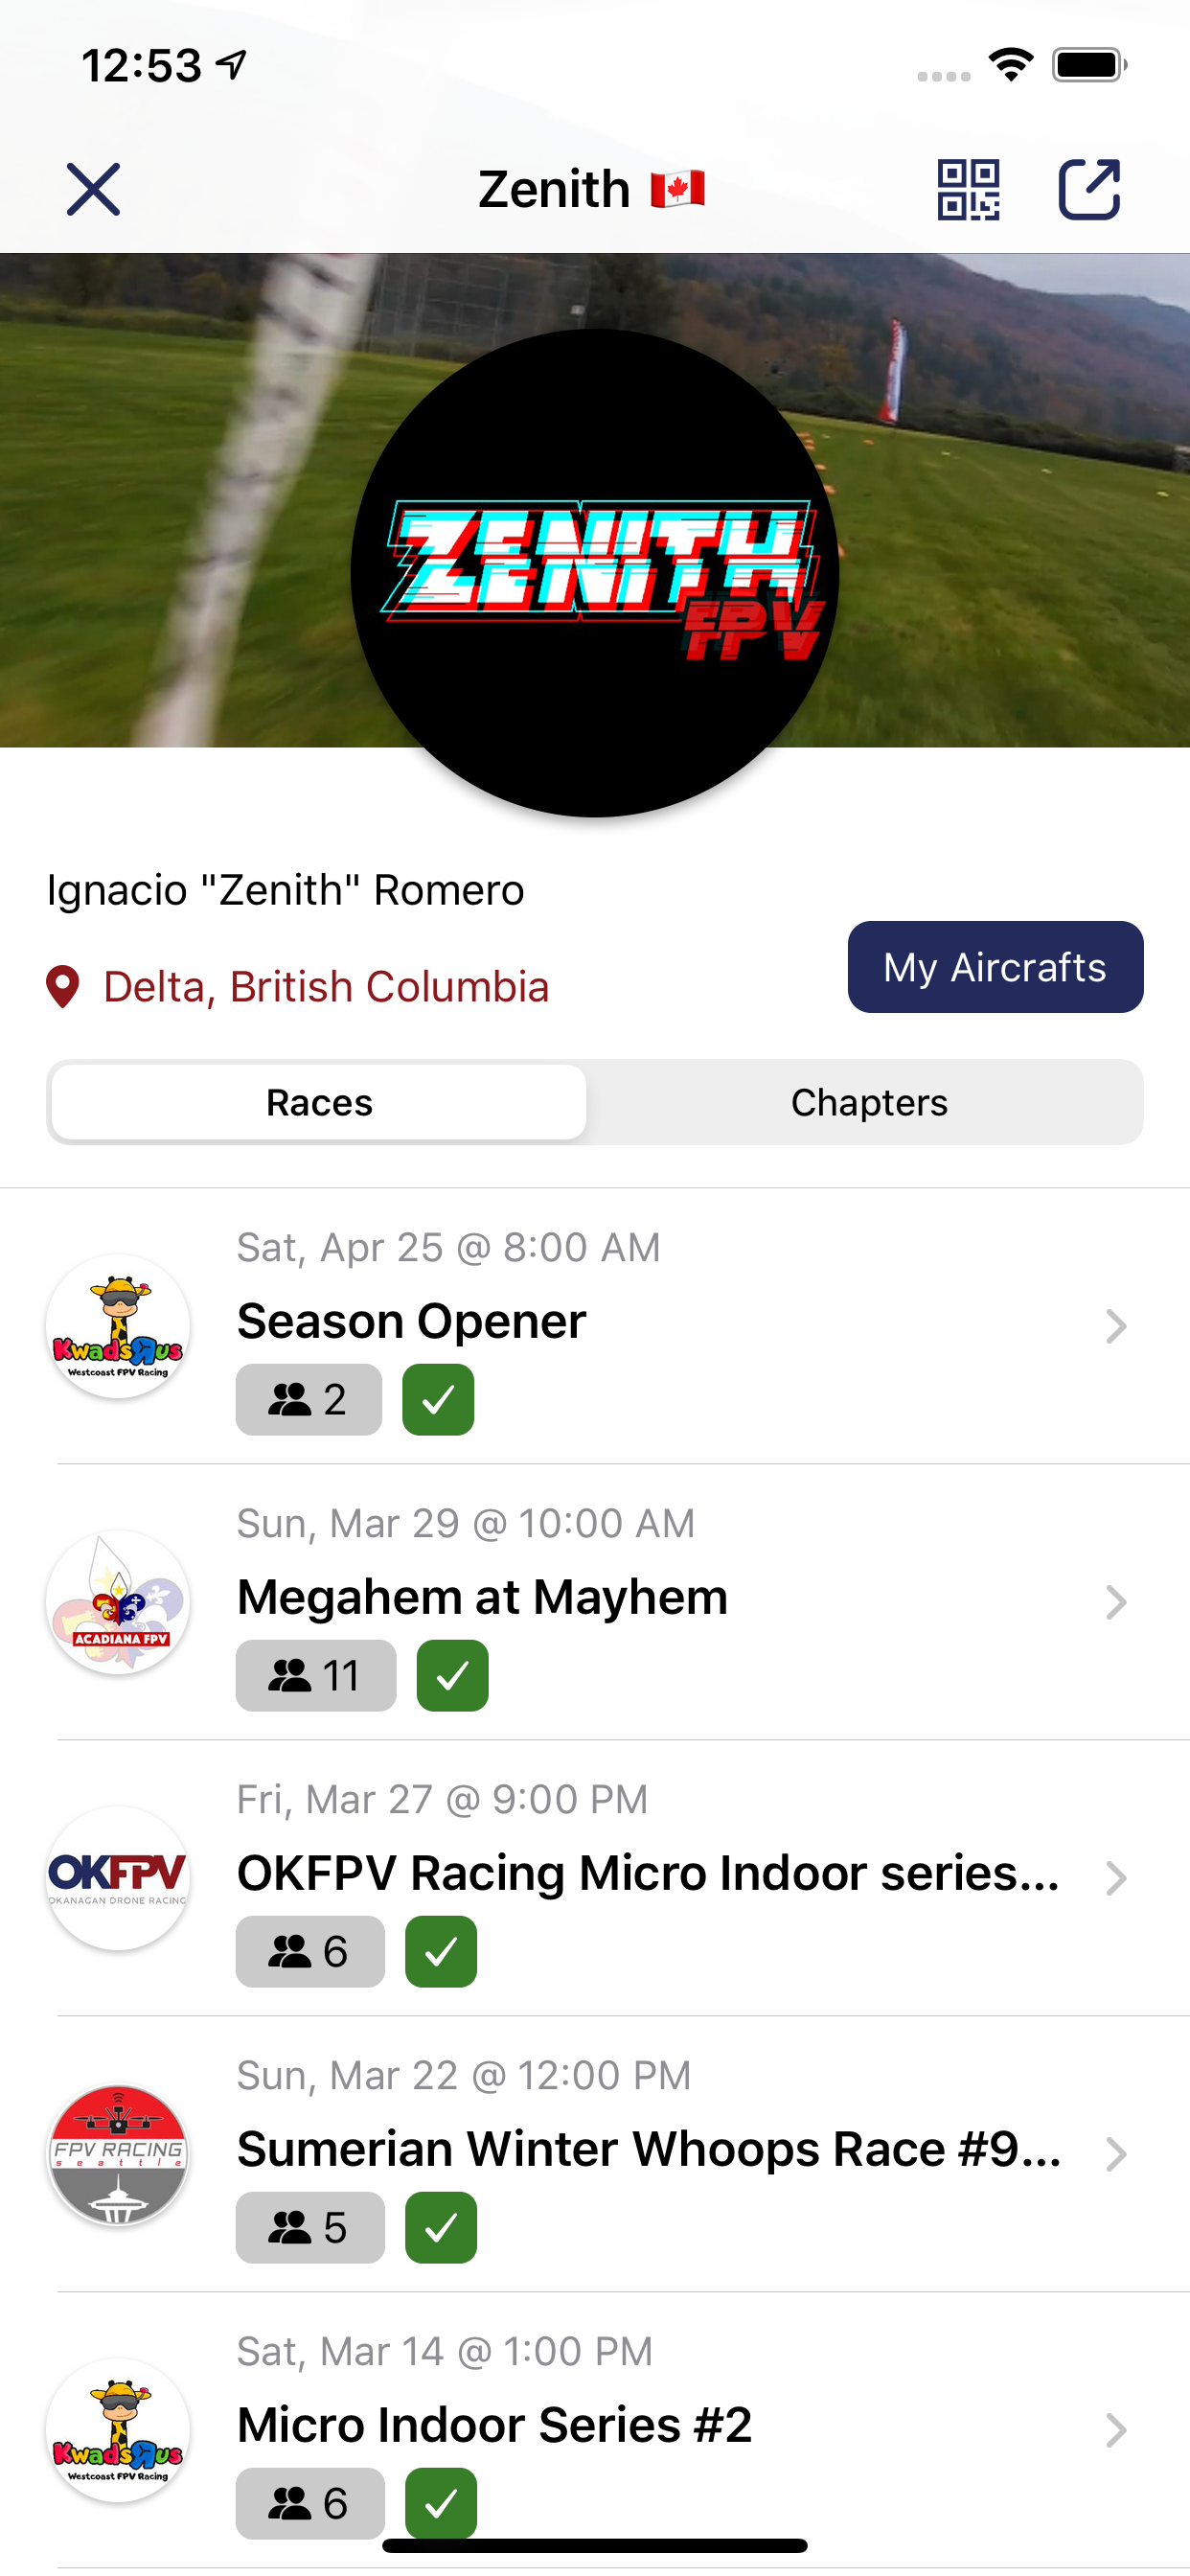 12:53
Zenith 🇨🇦
ZENITH
FPV
Ignacio "Zenith" Romero
Delta, British Columbia
My Aircrafts
Races
Chapters
Sat, Apr 25 @ 8:00 AM
KwadsRus
Westcoast FPV Racing
Season Opener
2
Sun, Mar 29 @ 10:00 AM
Megahem at Mayhem
ACADIANA FPV
11
Fri, Mar 27 @ 9:00 PM
OKFPV
OKANAGAN DRONE RACING
OKFPV Racing Micro Indoor series...
6
Sun, Mar 22 @ 12:00 PM
FPV RACING
seattle
Sumerian Winter Whoops Race #9...
5
Sat, Mar 14 @ 1:00 PM
Micro Indoor Series #2
KwadsRus
Westcoast FPV Racing
6